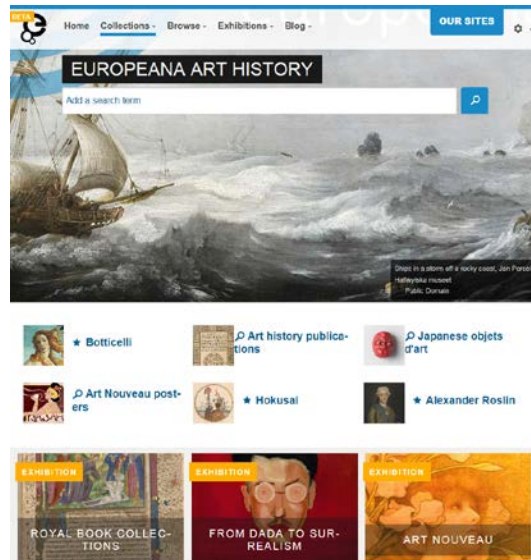 BETA
Home Collections - Browse - Exhibitions - Blog -
OUR SITES
EUROPEANA ART HISTORY
Add a search term
Ships in a storm off a rocky coast, Jan Porcel
Hallwylska museet
Public Domain
Botticelli
Art history publica-
tions
Japanese objets
d'art
Art Nouveau post-
ers
Hokusai
Alexander Roslin
EXHIBITION
ROYAL BOOK COLLEC-
TIONS
EXHIBITION
FROM DADA TO SUR-
REALISM
EXHIBITION
ART NOUVEAU